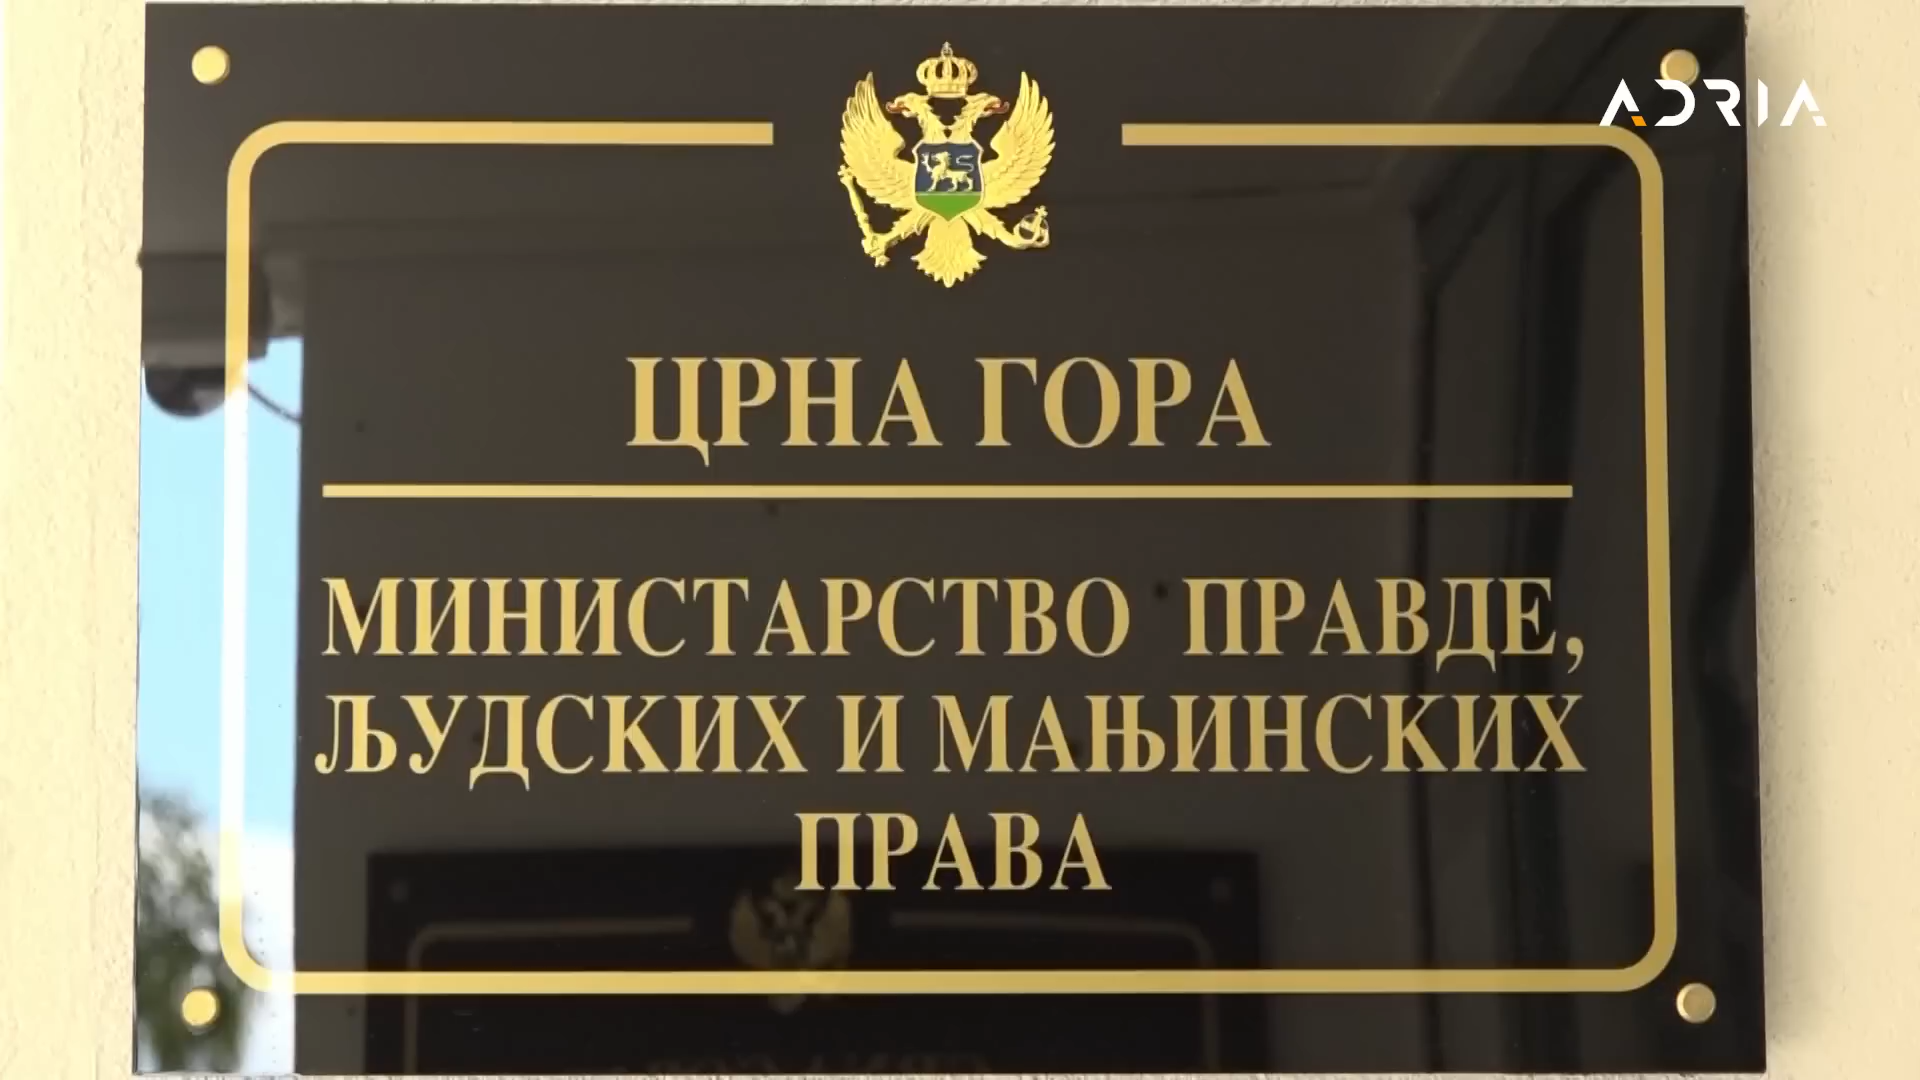 ADRIA
ЦРНА ГОРА
МИНИСТАРСТВО ПРАВДЕ,
ЉУДСКИХ И МАЊИНСКИХ
ПРАВА